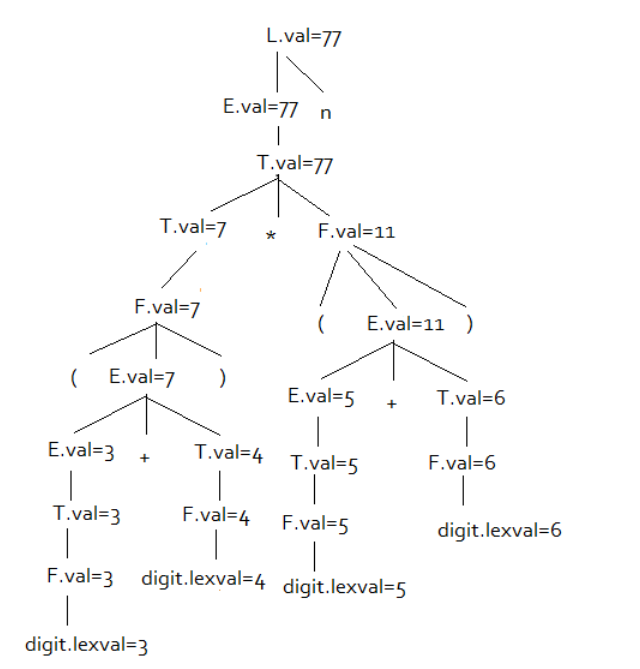 L.val=77
E.val=77 n
T.val=77
T.val=7 * F.val=11
F.val=7 ( E.val=11 )
( E.val=7 ) E.val=5 + T.val=6
E.val=3 + T.val=4 T.val=5 F.val=6
T.val=3 F.val=4 F.val=5 digit.lexval=6
F.val=3 digit.lexval=4 digit.lexval=5
digit.lexval=3